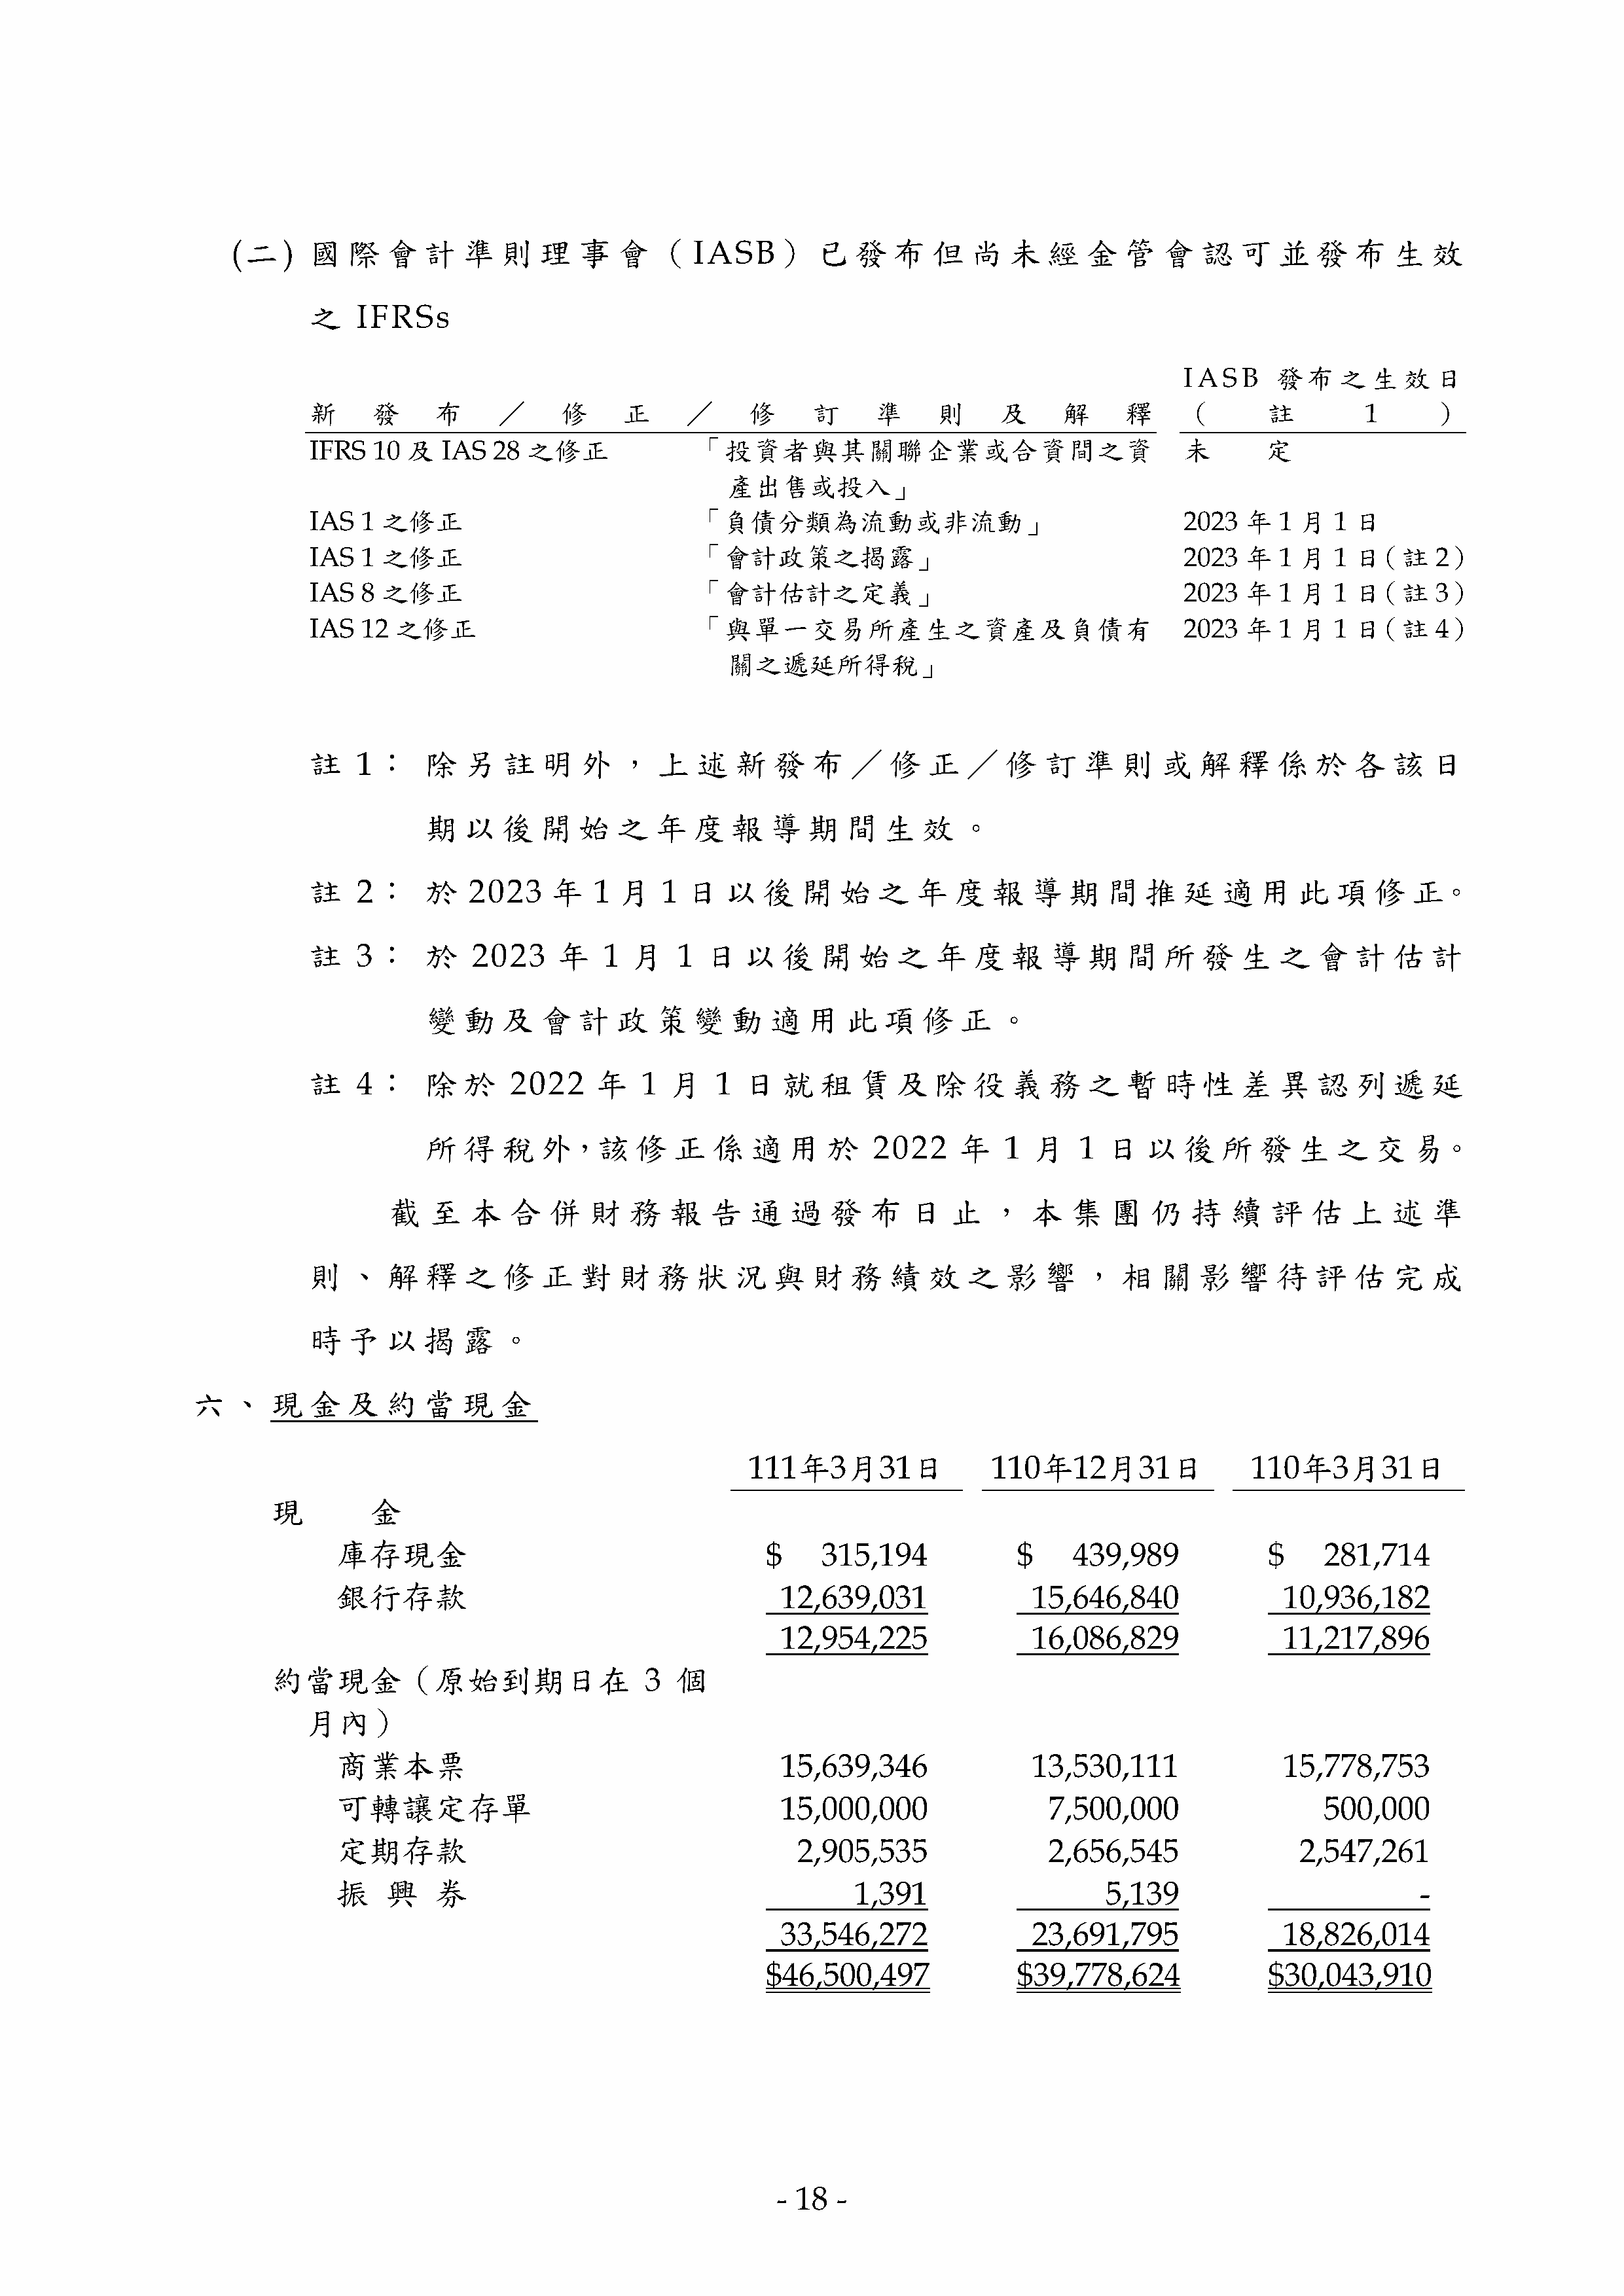 (二) 國際會計準則理事會（IASB）已發布但尚未經金管會認可並發布生效
之 IFRSs
IASB 發布之生效日
新發布／修正／修訂準則及解釋 （註 1）
IFRS 10 及 IAS 28 之修正 「投資者與其關聯企業或合資間之資 未定
產出售或投入」
IAS 1 之修正 「負債分類為流動或非流動」 2023 年 1 月 1 日
IAS 1 之修正 「會計政策之揭露」 2023 年 1 月 1 日（註 2）
IAS 8 之修正 「會計估計之定義」 2023 年 1 月 1 日（註 3）
IAS 12 之修正 「與單一交易所產生之資產及負債有 2023 年 1 月 1 日（註 4）
關之遞延所得稅」
註 1： 除另註明外，上述新發布／修正／修訂準則或解釋係於各該日
期以後開始之年度報導期間生效。
註 2： 於 2023 年 1 月 1 日以後開始之年度報導期間推延適用此項修正。
註 3： 於 2023 年 1 月 1 日以後開始之年度報導期間所發生之會計估計
變動及會計政策變動適用此項修正。
註 4： 除於 2022 年 1 月 1 日就租賃及除役義務之暫時性差異認列遞延
所得稅外，該修正係適用於 2022 年 1 月 1 日以後所發生之交易。
截至本合併財務報告通過發布日止，本集團仍持續評估上述準
則、解釋之修正對財務狀況與財務績效之影響，相關影響待評估完成
時予以揭露。
六、現金及約當現金
111年3月31日 110年12月31日 110年3月31日
現金
庫存現金 $ 315,194 $ 439,989 $ 281,714
銀行存款 12,639,031 15,646,840 10,936,182
12,954,225 16,086,829 11,217,896
約當現金（原始到期日在 3 個
月內）
商業本票 15,639,346 13,530,111 15,778,753
可轉讓定存單 15,000,000 7,500,000 500,000
定期存款 2,905,535 2,656,545 2,547,261
振興券 1,391 5,139 -
33,546,272 23,691,795 18,826,014
$46,500,497 $39,778,624 $30,043,910
- 18 -